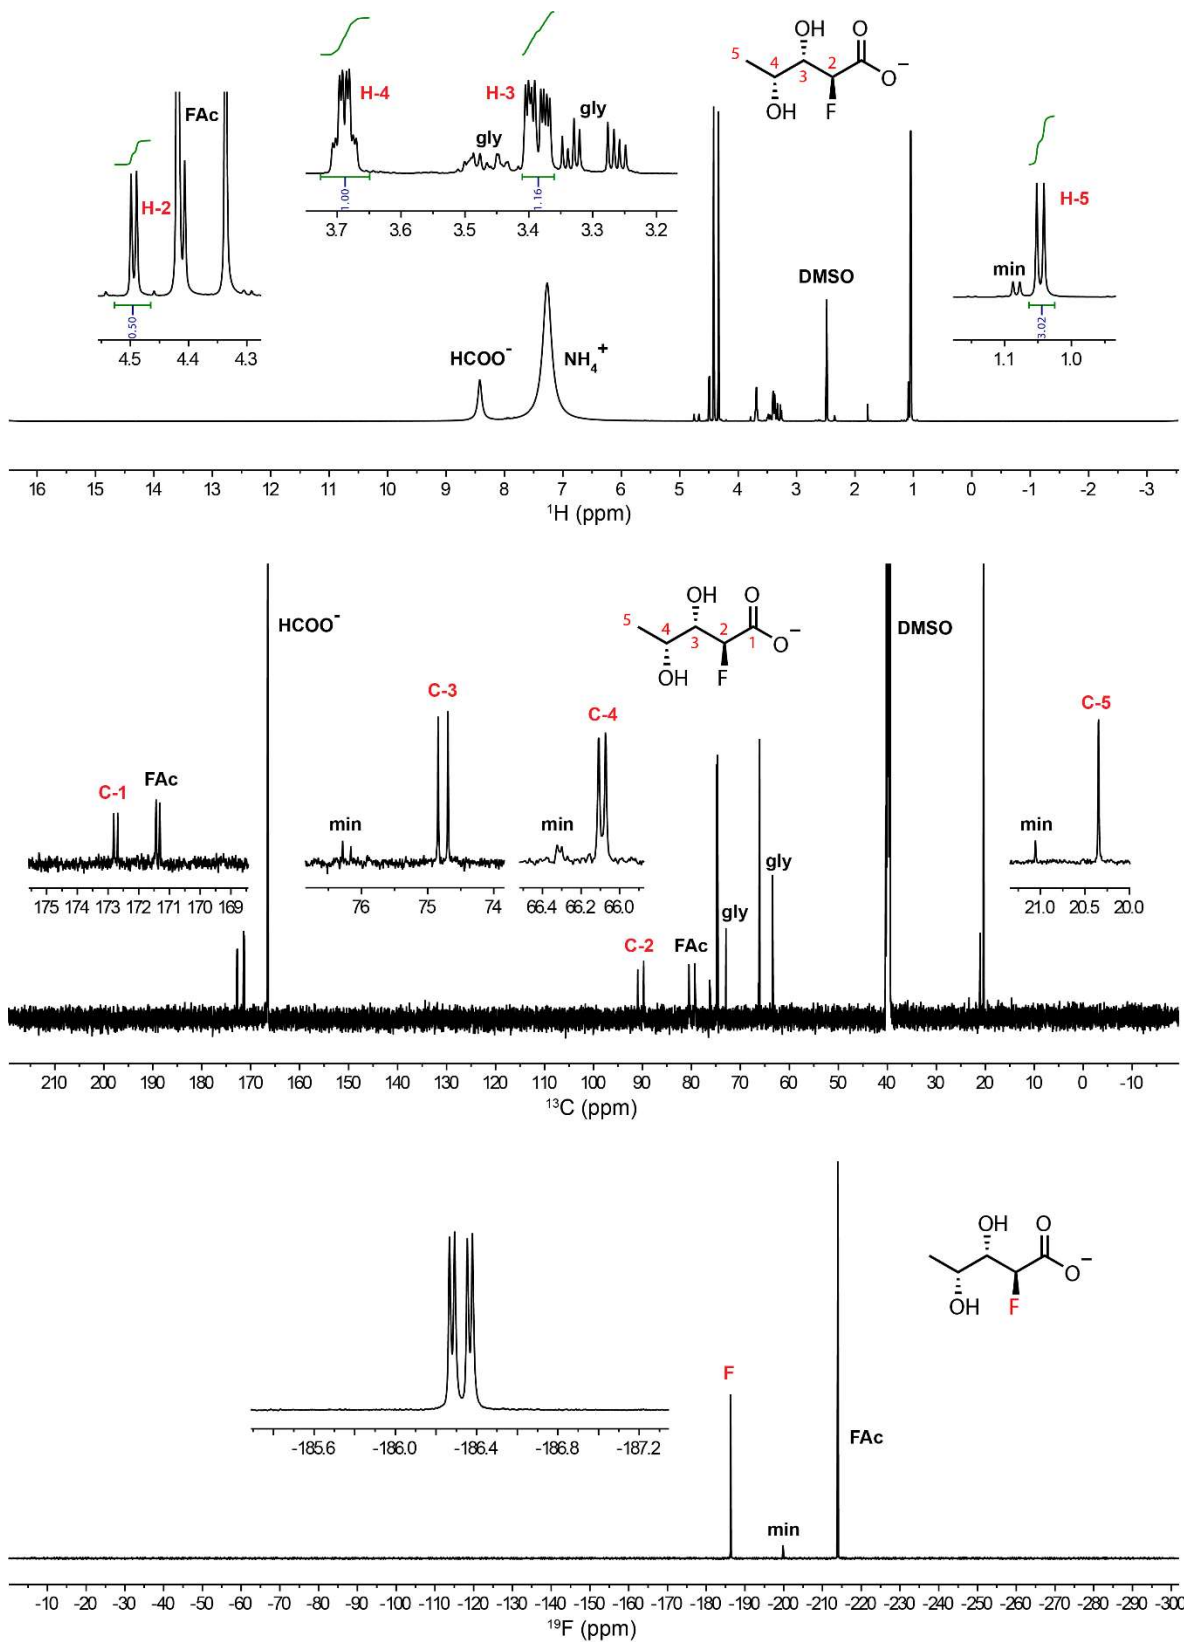 OH O
5 4 3 2 O⁻
OH F
H-4
H-3
gly
gly
1.00
1.16
3.7 3.6 3.5 3.4 3.3 3.2
FAc
H-2
0.50
4.5 4.4 4.3
H-5
min
3.02
1.1 1.0
DMSO
HCOO⁻
NH₄⁺
16 15 14 13 12 11 10 9 8 7 6 5 4 3 2 1 0 -1 -2 -3
¹H (ppm)
HCOO⁻
OH O
5 4 3 2 1 O⁻
OH F
DMSO
C-1
FAc
175 174 173 172 171 170 169
C-3
min
76 75 74
C-4
min
66.4 66.2 66.0
C-5
min
21.0 20.5 20.0
C-2
FAc
gly
gly
210 200 190 180 170 160 150 140 130 120 110 100 90 80 70 60 50 40 30 20 10 0 -10
¹³C (ppm)
OH O
O⁻
OH F
-185.6 -186.0 -186.4 -186.8 -187.2
F
min
FAc
-10 -20 -30 -40 -50 -60 -70 -80 -90 -100 -110 -120 -130 -140 -150 -160 -170 -180 -190 -200 -210 -220 -230 -240 -250 -260 -270 -280 -290 -300
¹⁹F (ppm)